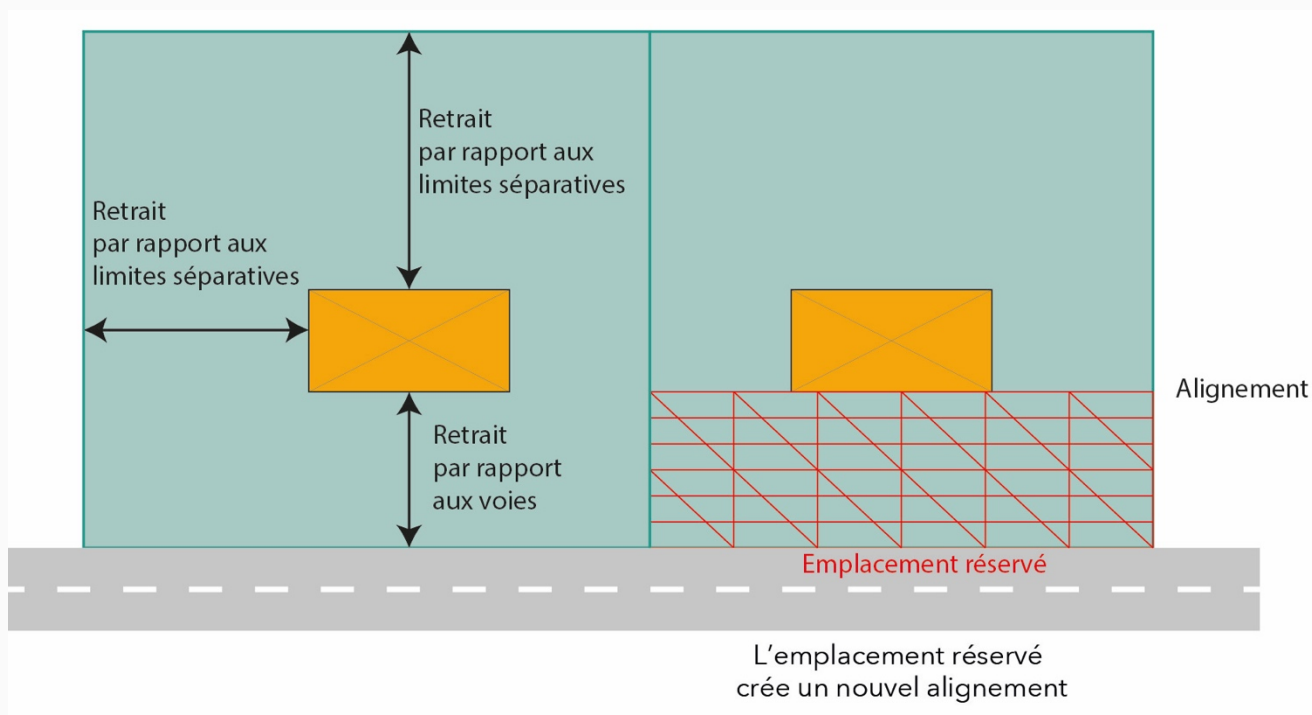 Retrait
par rapport aux
limites séparatives
Retrait
par rapport aux
limites séparatives
Retrait
par rapport
aux voies
Alignement
Emplacement réservé
L'emplacement réservé
crée un nouvel alignement